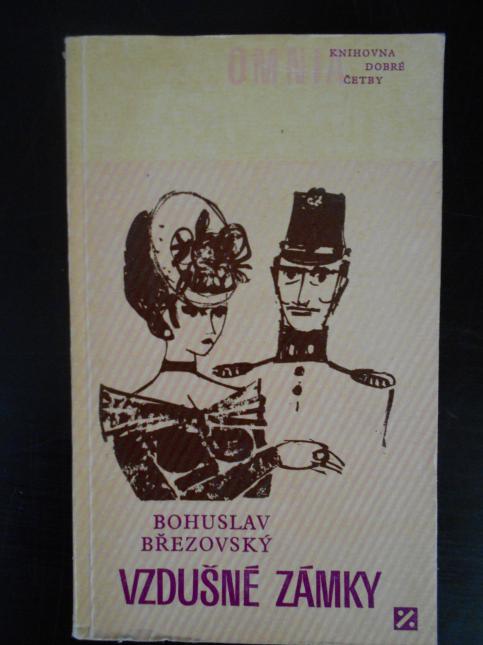 OMNIA
KNIHOVNA
DOBRÉ
ČETBY
BOHUSLAV
BŘEZOVSKÝ
VZDUŠNÉ ZÁMKY